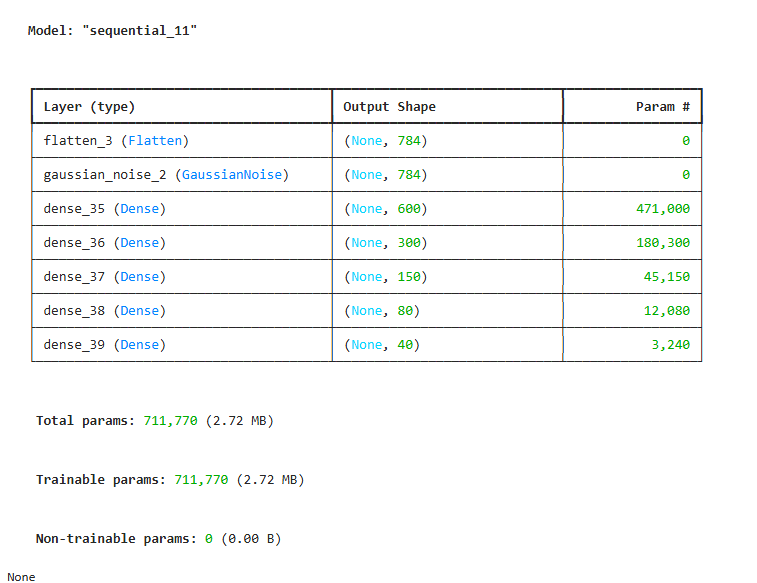 Model: "sequential_11"
Layer (type) Output Shape Param #
flatten_3 (Flatten) (None, 784) 0
gaussian_noise_2 (GaussianNoise) (None, 784) 0
dense_35 (Dense) (None, 600) 471,000
dense_36 (Dense) (None, 300) 180,300
dense_37 (Dense) (None, 150) 45,150
dense_38 (Dense) (None, 80) 12,080
dense_39 (Dense) (None, 40) 3,240
Total params: 711,770 (2.72 MB)
Trainable params: 711,770 (2.72 MB)
Non-trainable params: 0 (0.00 B)
None